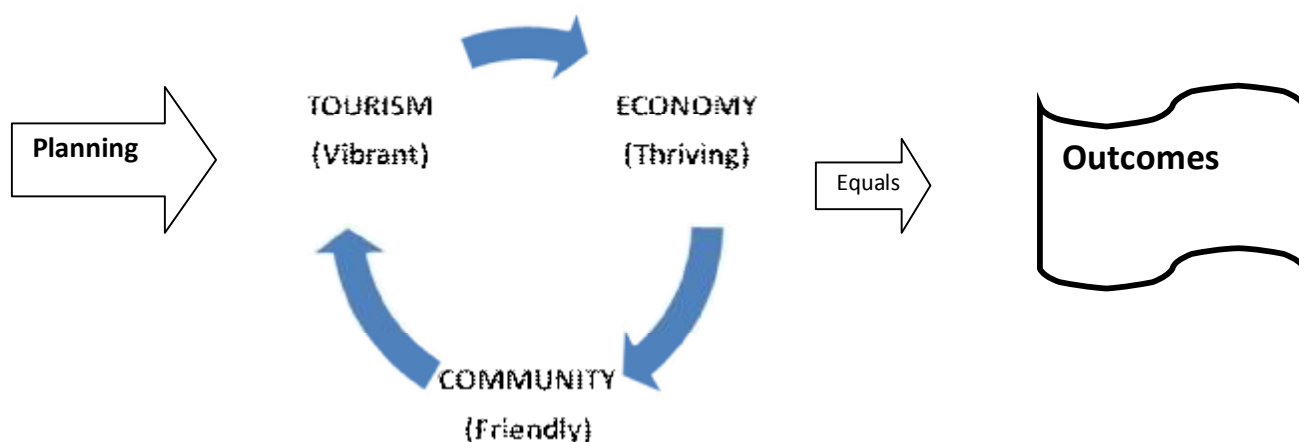 Planning
TOURISM
(Vibrant)
ECONOMY
(Thriving)
Equals
Outcomes
COMMUNITY
(Friendly)